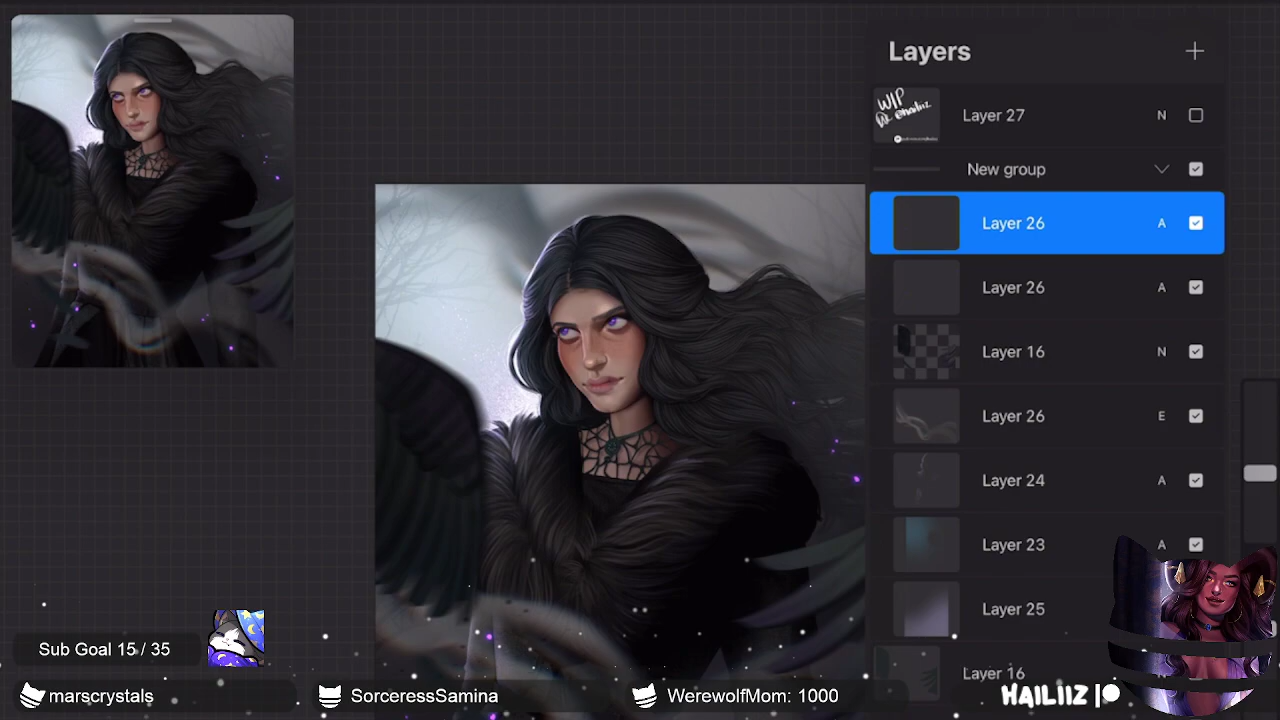 Layers
WIP
Layer 27
N
New group
Layer 26
A
Layer 26
A
Layer 16
N
Layer 26
E
Layer 24
A
Layer 23
A
Layer 25
Layer 16
Sub Goal 15 / 35
marscrystals
SorceressSamina
WerewolfMom: 1000
HAILIIZ